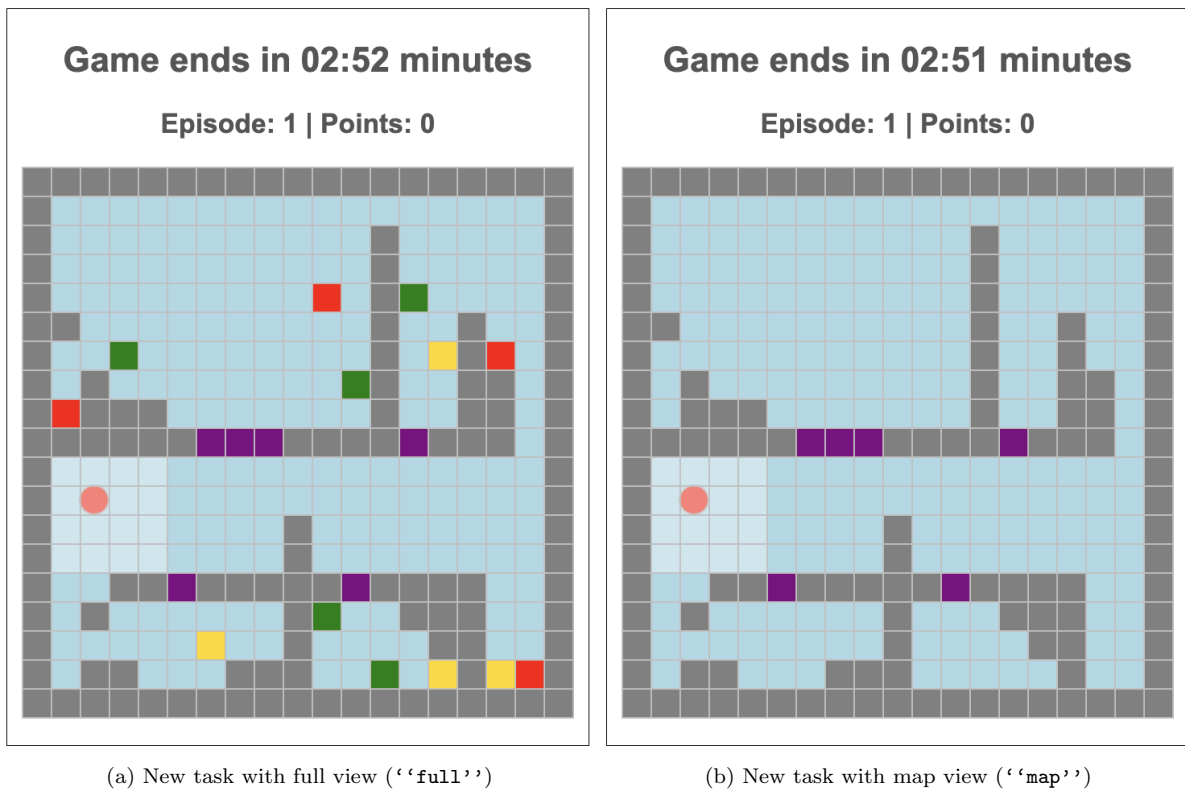 Game ends in 02:52 minutes
Episode: 1 | Points: 0
(a) New task with full view (‘‘full’’)
Game ends in 02:51 minutes
Episode: 1 | Points: 0
(b) New task with map view (‘‘map’’)